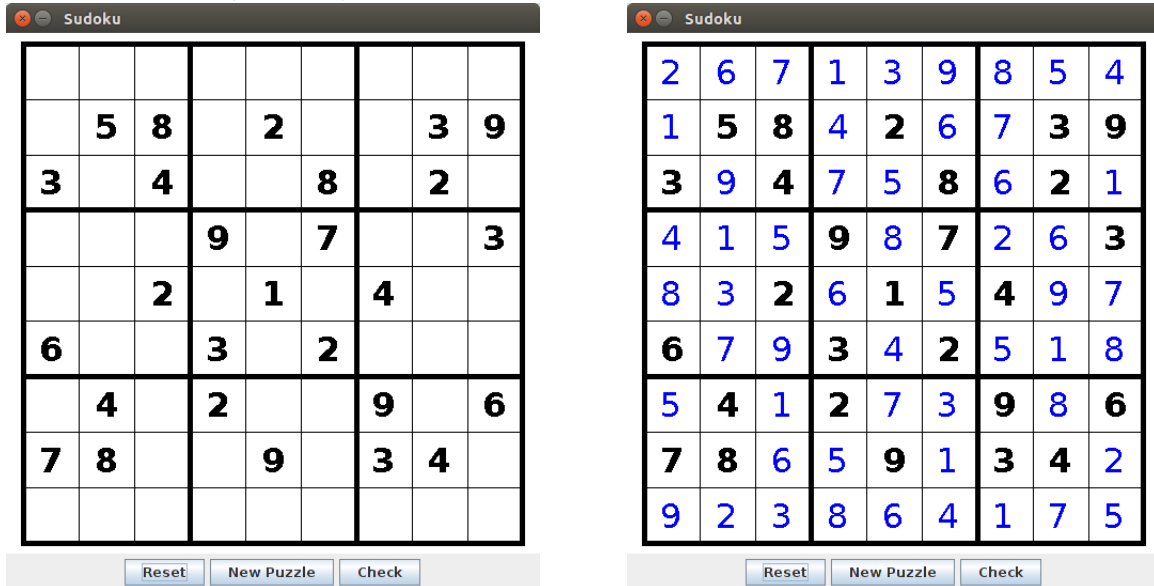 Sudoku
5 8 2 3 9
3 4 8 2
9 7 3
2 1 4
6 3 2
4 2 9 6
7 8 9 3 4
Reset New Puzzle Check
Sudoku
2 6 7 1 3 9 8 5 4
1 5 8 4 2 6 7 3 9
3 9 4 7 5 8 6 2 1
4 1 5 9 8 7 2 6 3
8 3 2 6 1 5 4 9 7
6 7 9 3 4 2 5 1 8
5 4 1 2 7 3 9 8 6
7 8 6 5 9 1 3 4 2
9 2 3 8 6 4 1 7 5
Reset New Puzzle Check